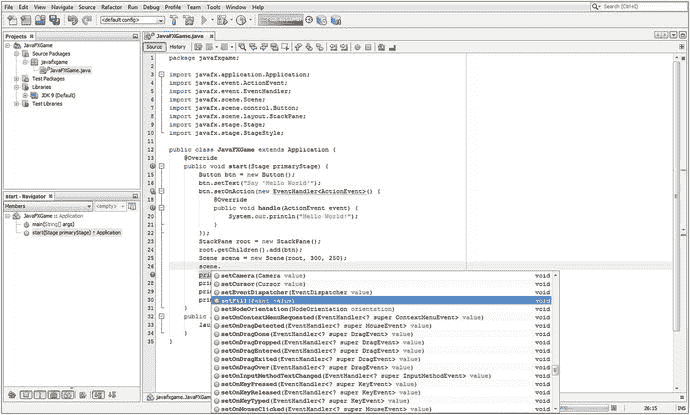 File Edit View Navigate Source Refactor Run Debug Profile Team Tools Window Help
Search (Ctrl+I)
<default config>
Projects
JavaFXGame
Source Packages
javafxgame
JavaFXGame.java
Test Packages
Libraries
JDK 9 (Default)
Test Libraries
start - Navigator
Members
<empty>
JavaFXGame :: Application
main(String[] args)
start(Stage primaryStage) ↑ Application
JavaFXGame.java
Source History
1 package javafxgame;
2
3 import javafx.application.Application;
4 import javafx.event.ActionEvent;
5 import javafx.event.EventHandler;
6 import javafx.scene.Scene;
7 import javafx.scene.control.Button;
8 import javafx.scene.layout.StackPane;
9 import javafx.stage.Stage;
10 import javafx.stage.StageStyle;
11
12 public class JavaFXGame extends Application {
13 @Override
public void start(Stage primaryStage) {
15 Button btn = new Button();
16 btn.setText("Say 'Hello World'");
btn.setOnAction(new EventHandler<ActionEvent>() {
18 @Override
public void handle(ActionEvent event) {
20 System.out.println("Hello World!");
21 }
22 });
23 StackPane root = new StackPane();
24 root.getChildren().add(btn);
25 Scene scene = new Scene(root, 300, 250);
26 scene.
pri
28 pri
29 pri
30 pri
31 }
32 public
33 lau
34 }
35 }
setCamera(Camera value) void
setCursor(Cursor value) void
setEventDispatcher(EventDispatcher value) void
setFill(Paint value) void
setNodeOrientation(NodeOrientation orientation) void
setOnContextMenuRequested(EventHandler<? super ContextMenuEvent> value) void
setOnDragDetected(EventHandler<? super MouseEvent> value) void
setOnDragDone(EventHandler<? super DragEvent> value) void
setOnDragDropped(EventHandler<? super DragEvent> value) void
setOnDragEntered(EventHandler<? super DragEvent> value) void
setOnDragExited(EventHandler<? super DragEvent> value) void
setOnDragOver(EventHandler<? super DragEvent> value) void
setOnInputMethodTextChanged(EventHandler<? super InputMethodEvent> value) void
setOnKeyPressed(EventHandler<? super KeyEvent> value) void
setOnKeyReleased(EventHandler<? super KeyEvent> value) void
setOnKeyTyped(EventHandler<? super KeyEvent> value) void
setOnMouseClicked(EventHandler<? super MouseEvent> value) void
javafxgame.JavaFXG
26:15 INS